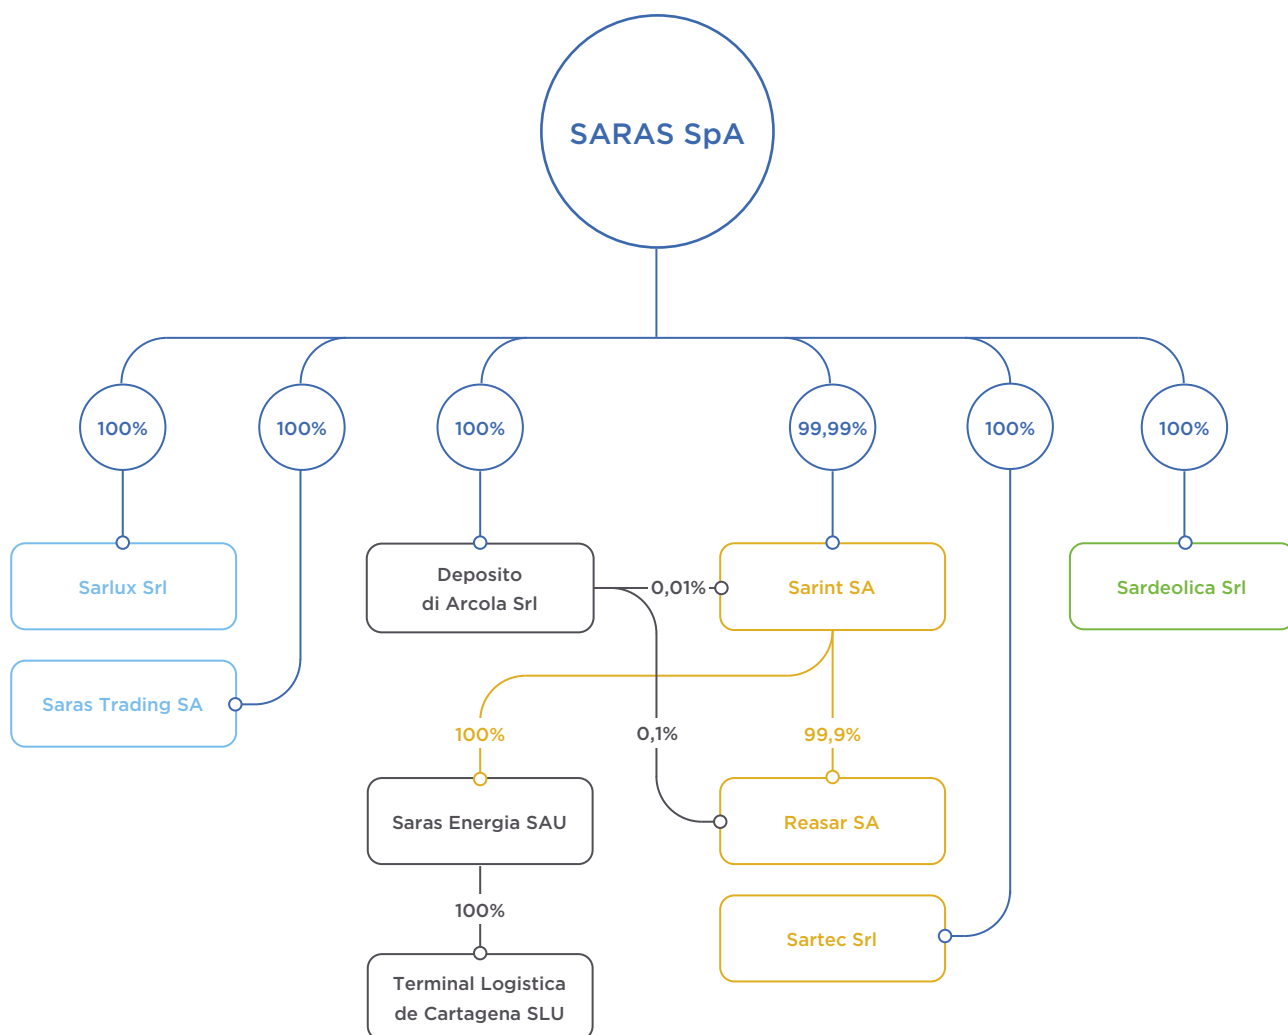 SARAS SpA
100%
100%
100%
99,99%
100%
100%
Sarlux Srl
Deposito
di Arcola Srl
0,01%
Sarint SA
Sardeolica Srl
Saras Trading SA
100%
0,1%
99,9%
Saras Energia SAU
Reasar SA
100%
Sartec Srl
Terminal Logistica
de Cartagena SLU